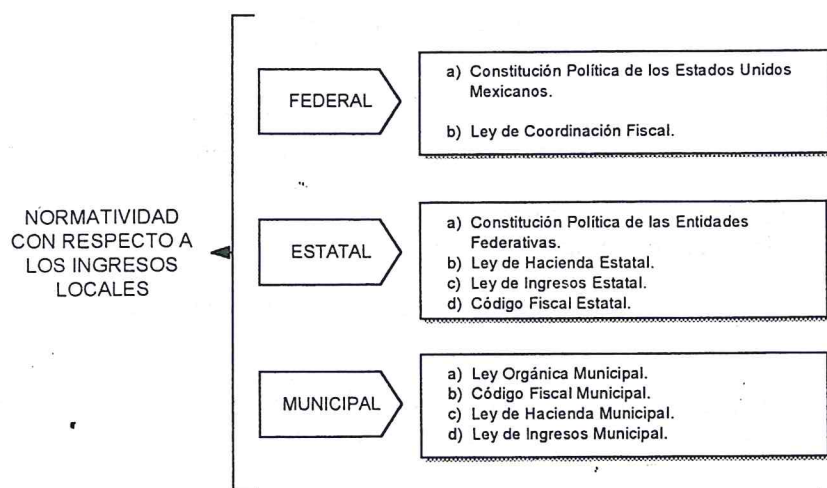 NORMATIVIDAD
CON RESPECTO A
LOS INGRESOS
LOCALES
FEDERAL
a) Constitución Política de los Estados Unidos
Mexicanos.
b) Ley de Coordinación Fiscal.
ESTATAL
a) Constitución Política de las Entidades
Federativas.
b) Ley de Hacienda Estatal.
c) Ley de Ingresos Estatal.
d) Código Fiscal Estatal.
MUNICIPAL
a) Ley Orgánica Municipal.
b) Código Fiscal Municipal.
c) Ley de Hacienda Municipal.
d) Ley de Ingresos Municipal.